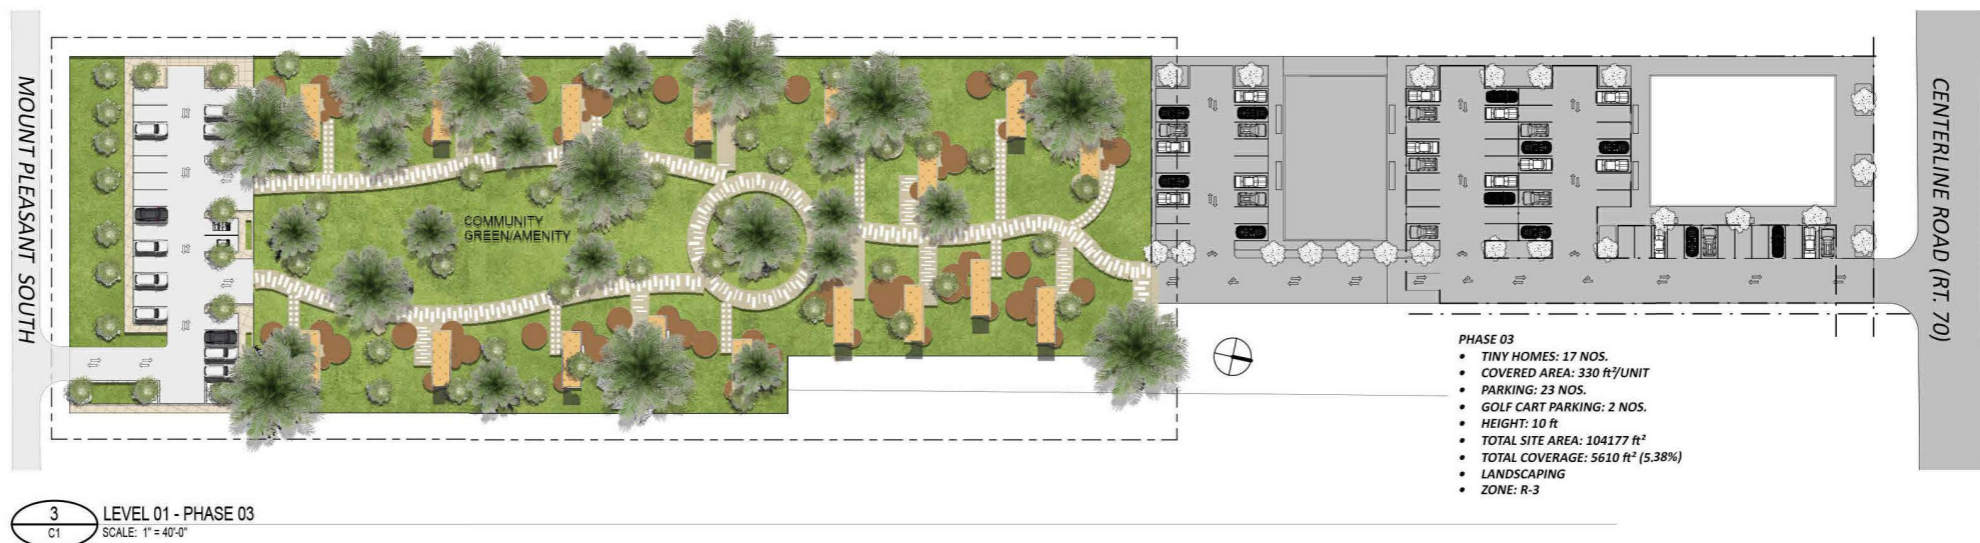 MOUNT PLEASANT SOUTH
COMMUNITY
GREEN/AMENITY
CENTERLINE ROAD (RT. 70)
PHASE 03
• TINY HOMES: 17 NOS.
• COVERED AREA: 330 ft²/UNIT
• PARKING: 23 NOS.
• GOLF CART PARKING: 2 NOS.
• HEIGHT: 10 ft
• TOTAL SITE AREA: 104177 ft²
• TOTAL COVERAGE: 5610 ft² (5.38%)
• LANDSCAPING
• ZONE: R-3
3
C1
LEVEL 01 - PHASE 03
SCALE: 1" = 40'-0"